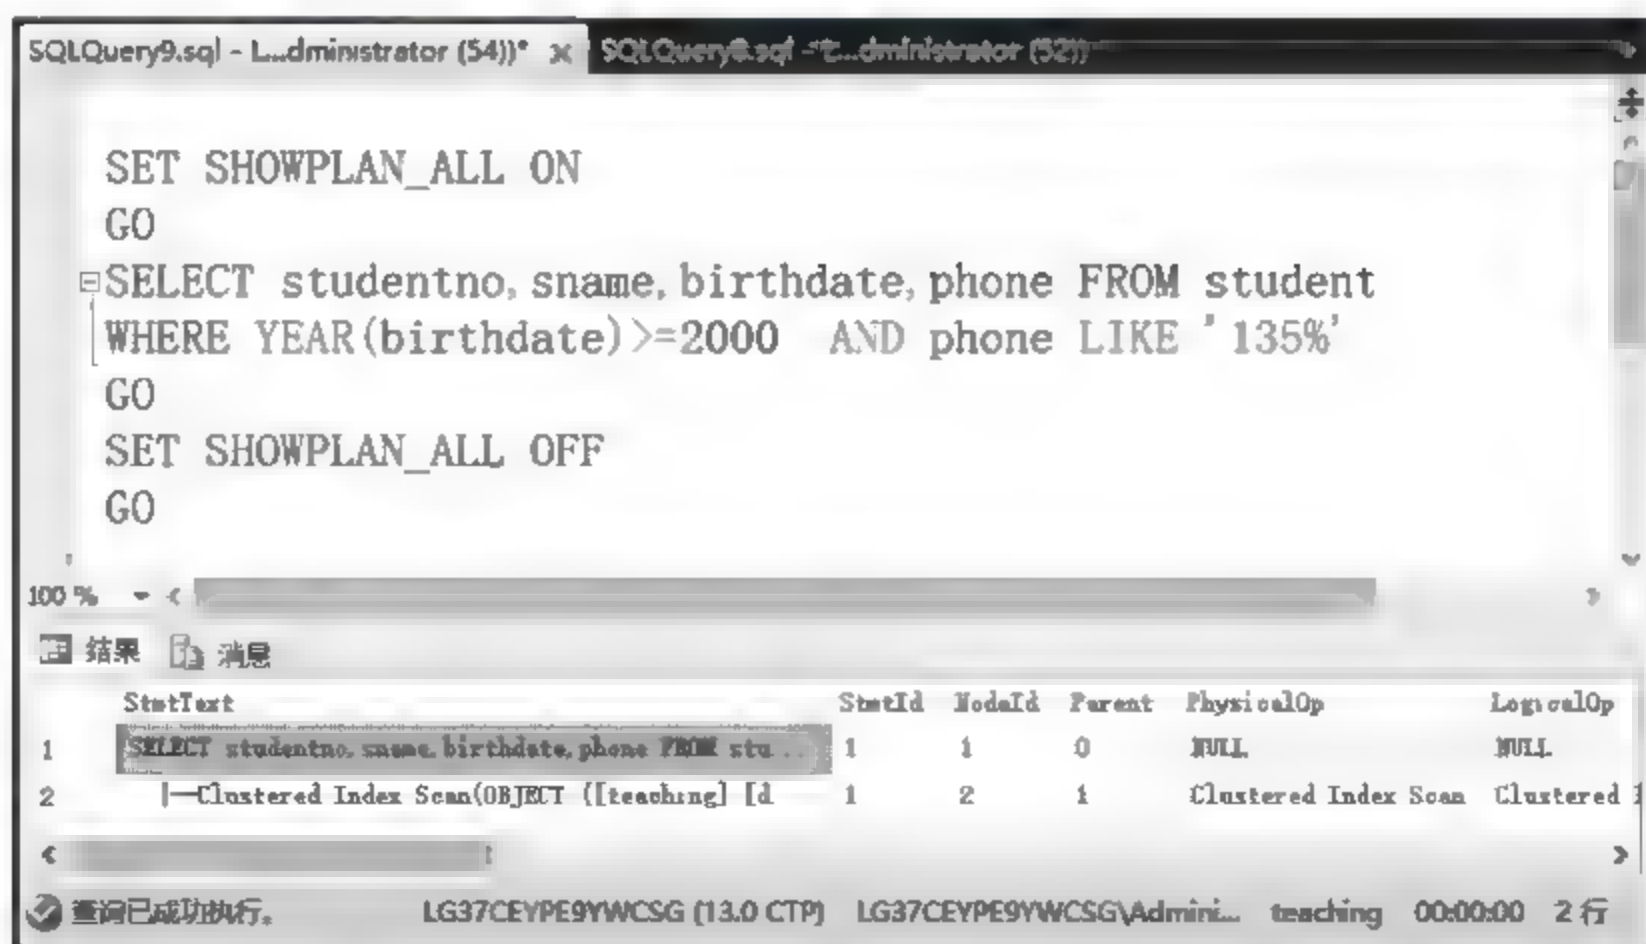 SQLQuery9.sql - L...dministrator (54))* SQLQuery8.sql - L...dministrator (52))
SET SHOWPLAN_ALL ON
GO
SELECT studentno,sname,birthdate,phone FROM student
WHERE YEAR(birthdate)>=2000 AND phone LIKE '135%'
GO
SET SHOWPLAN_ALL OFF
GO
100 %
结果 消息
StmtText StmtId NodeId Parent PhysicalOp LogicalOp
1 SELECT studentno,sname,birthdate,phone FROM stu... 1 1 0 NULL NULL
2 |--Clustered Index Scan(OBJECT:([teaching].[d 1 2 1 Clustered Index Scan Clustered
查询已成功执行。 LG37CEYPE9YWCSG (13.0 CTP) LG37CEYPE9YWCSG\Admini... teaching 00:00:00 2 行